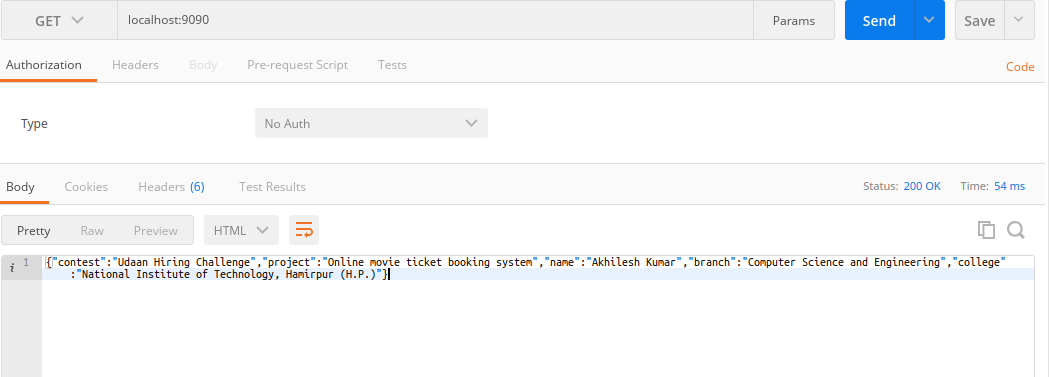 GET localhost:9090 Params Send Save
Authorization Headers Body Pre-request Script Tests Code
Type No Auth
Body Cookies Headers (6) Test Results Status: 200 OK Time: 54 ms
Pretty Raw Preview HTML
i 1 {"contest":"Udaan Hiring Challenge","project":"Online movie ticket booking system","name":"Akhilesh Kumar","branch":"Computer Science and Engineering","college"
:"National Institute of Technology, Hamirpur (H.P.)"}